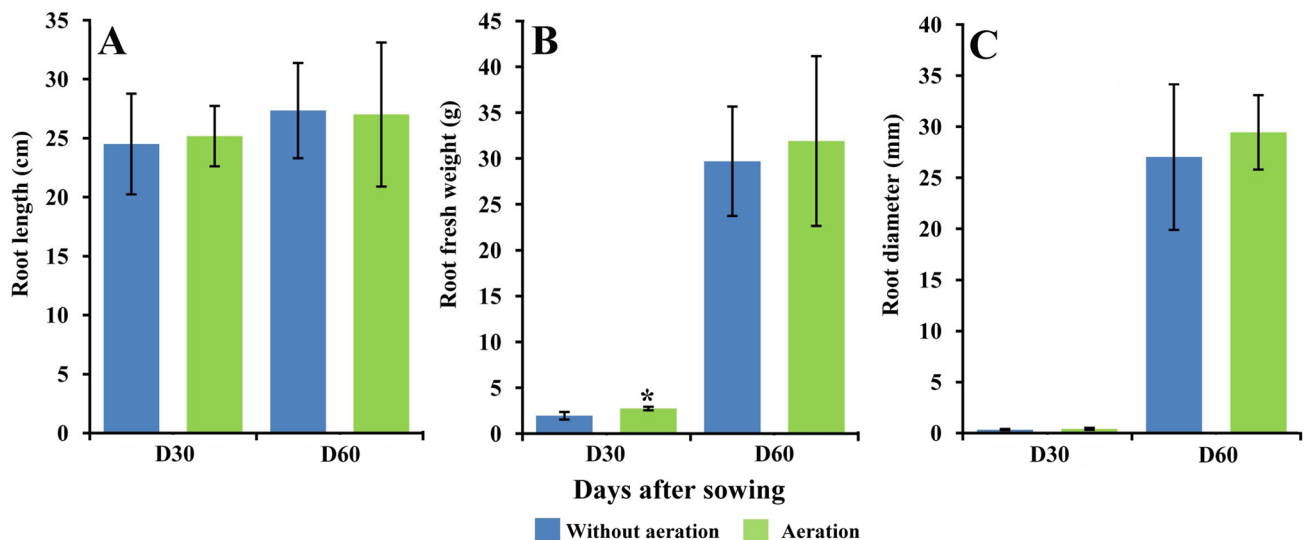 A
Root length (cm)
35
30
25
20
15
10
5
0
D30 D60
B
Root fresh weight (g)
45
40
35
30
25
20
15
10
5
0
*
D30 D60
C
Root diameter (mm)
40
35
30
25
20
15
10
5
0
D30 D60
Days after sowing
Without aeration Aeration